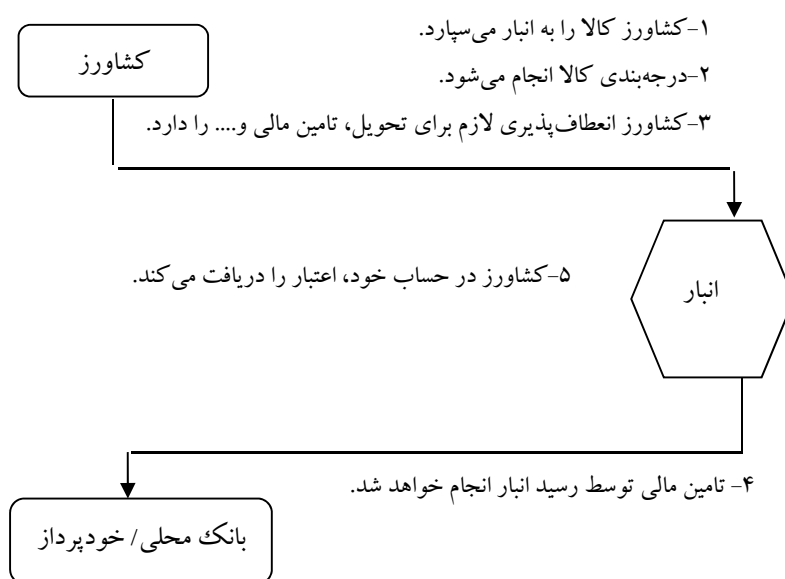 ۱-کشاورز کالا را به انبار می‌سپارد.
کشاورز
۲-درجه‌بندی کالا انجام می‌شود.
۳-کشاورز انعطاف‌پذیری لازم برای تحویل، تامین مالی و.... را دارد.
۵-کشاورز در حساب خود، اعتبار را دریافت می‌کند.
انبار
۴- تامین مالی توسط رسید انبار انجام خواهد شد.
بانک محلی/ خودپرداز